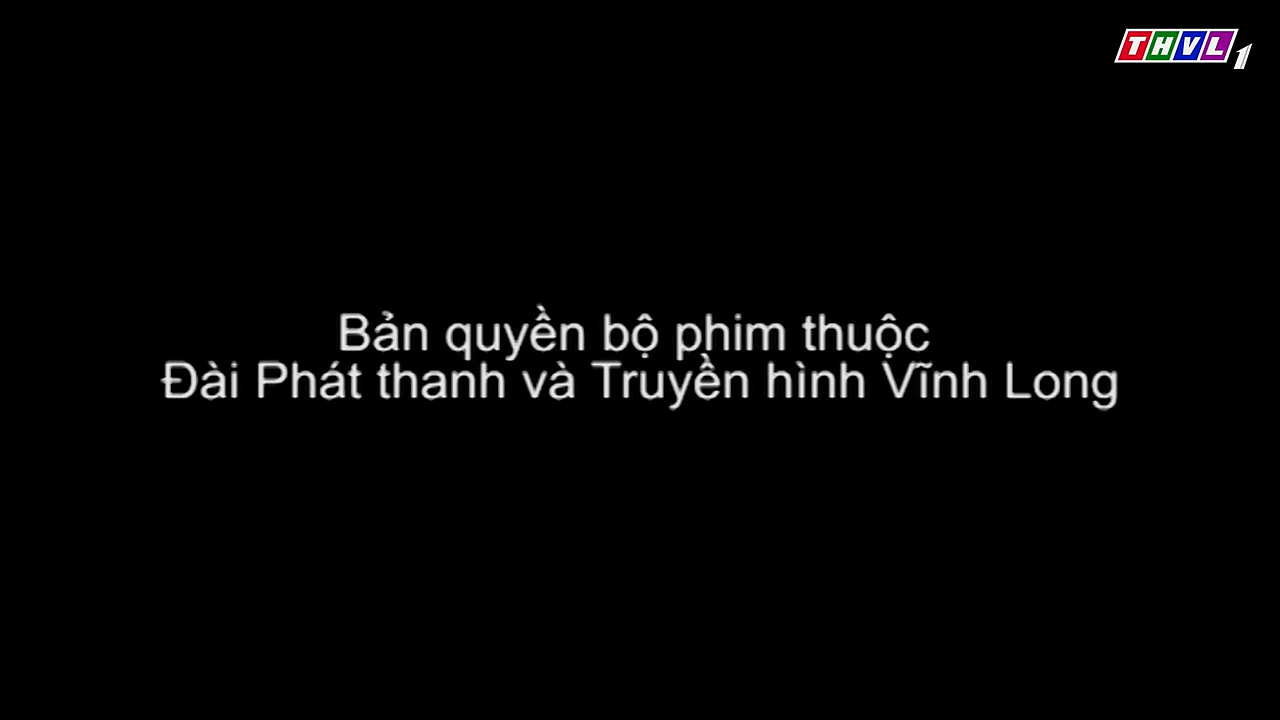 THVL1
Bản quyền bộ phim thuộc
Đài Phát thanh và Truyền hình Vĩnh Long